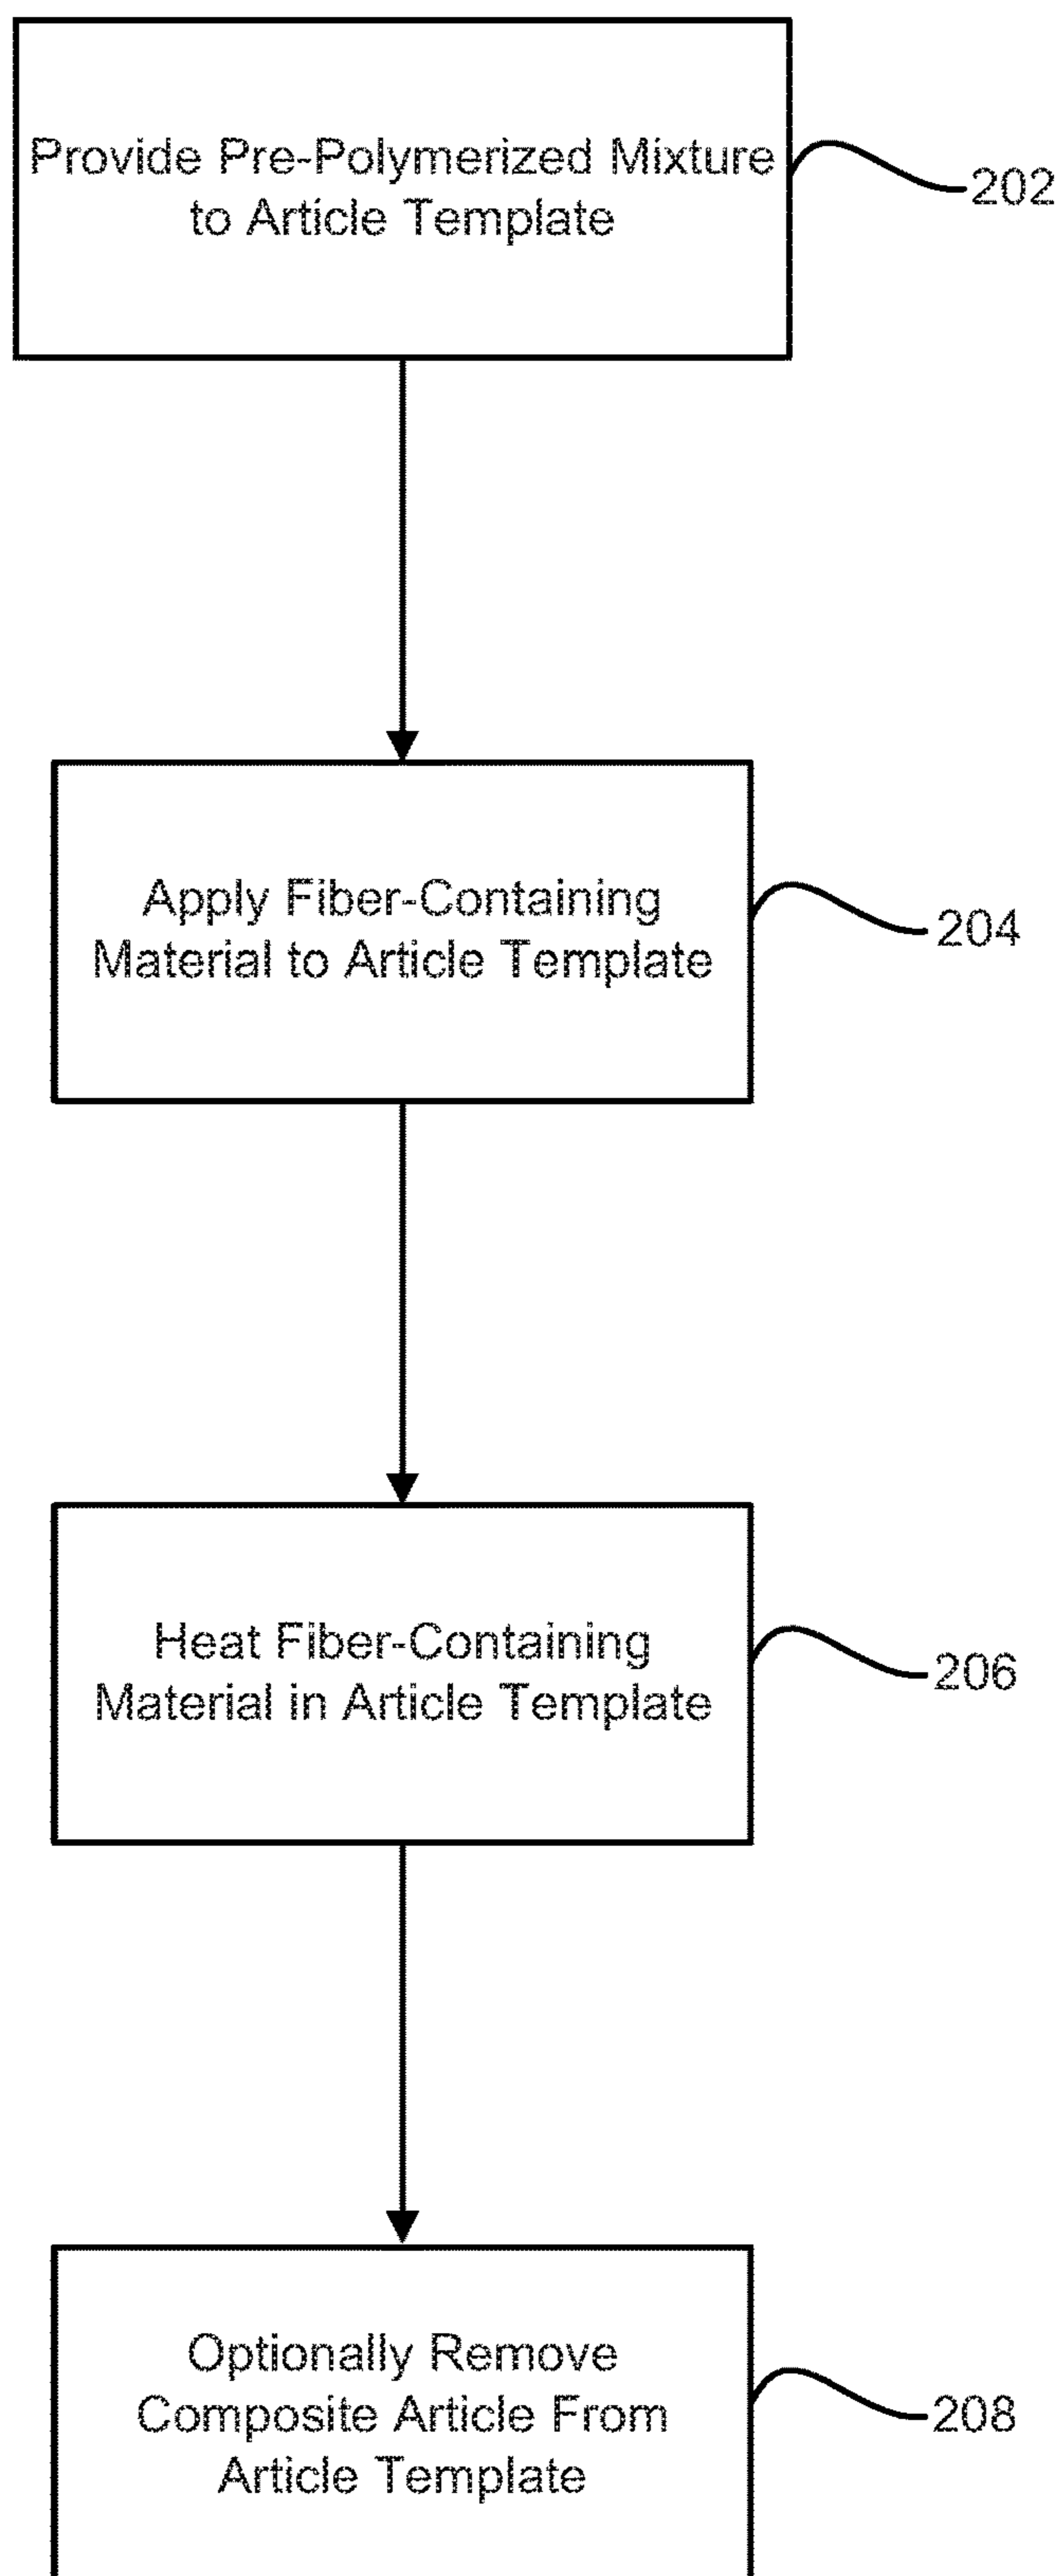 Provide Pre-Polymerized Mixture
to Article Template
202
Apply Fiber-Containing
Material to Article Template
204
Heat Fiber-Containing
Material in Article Template
206
Optionally Remove
Composite Article From
Article Template
208